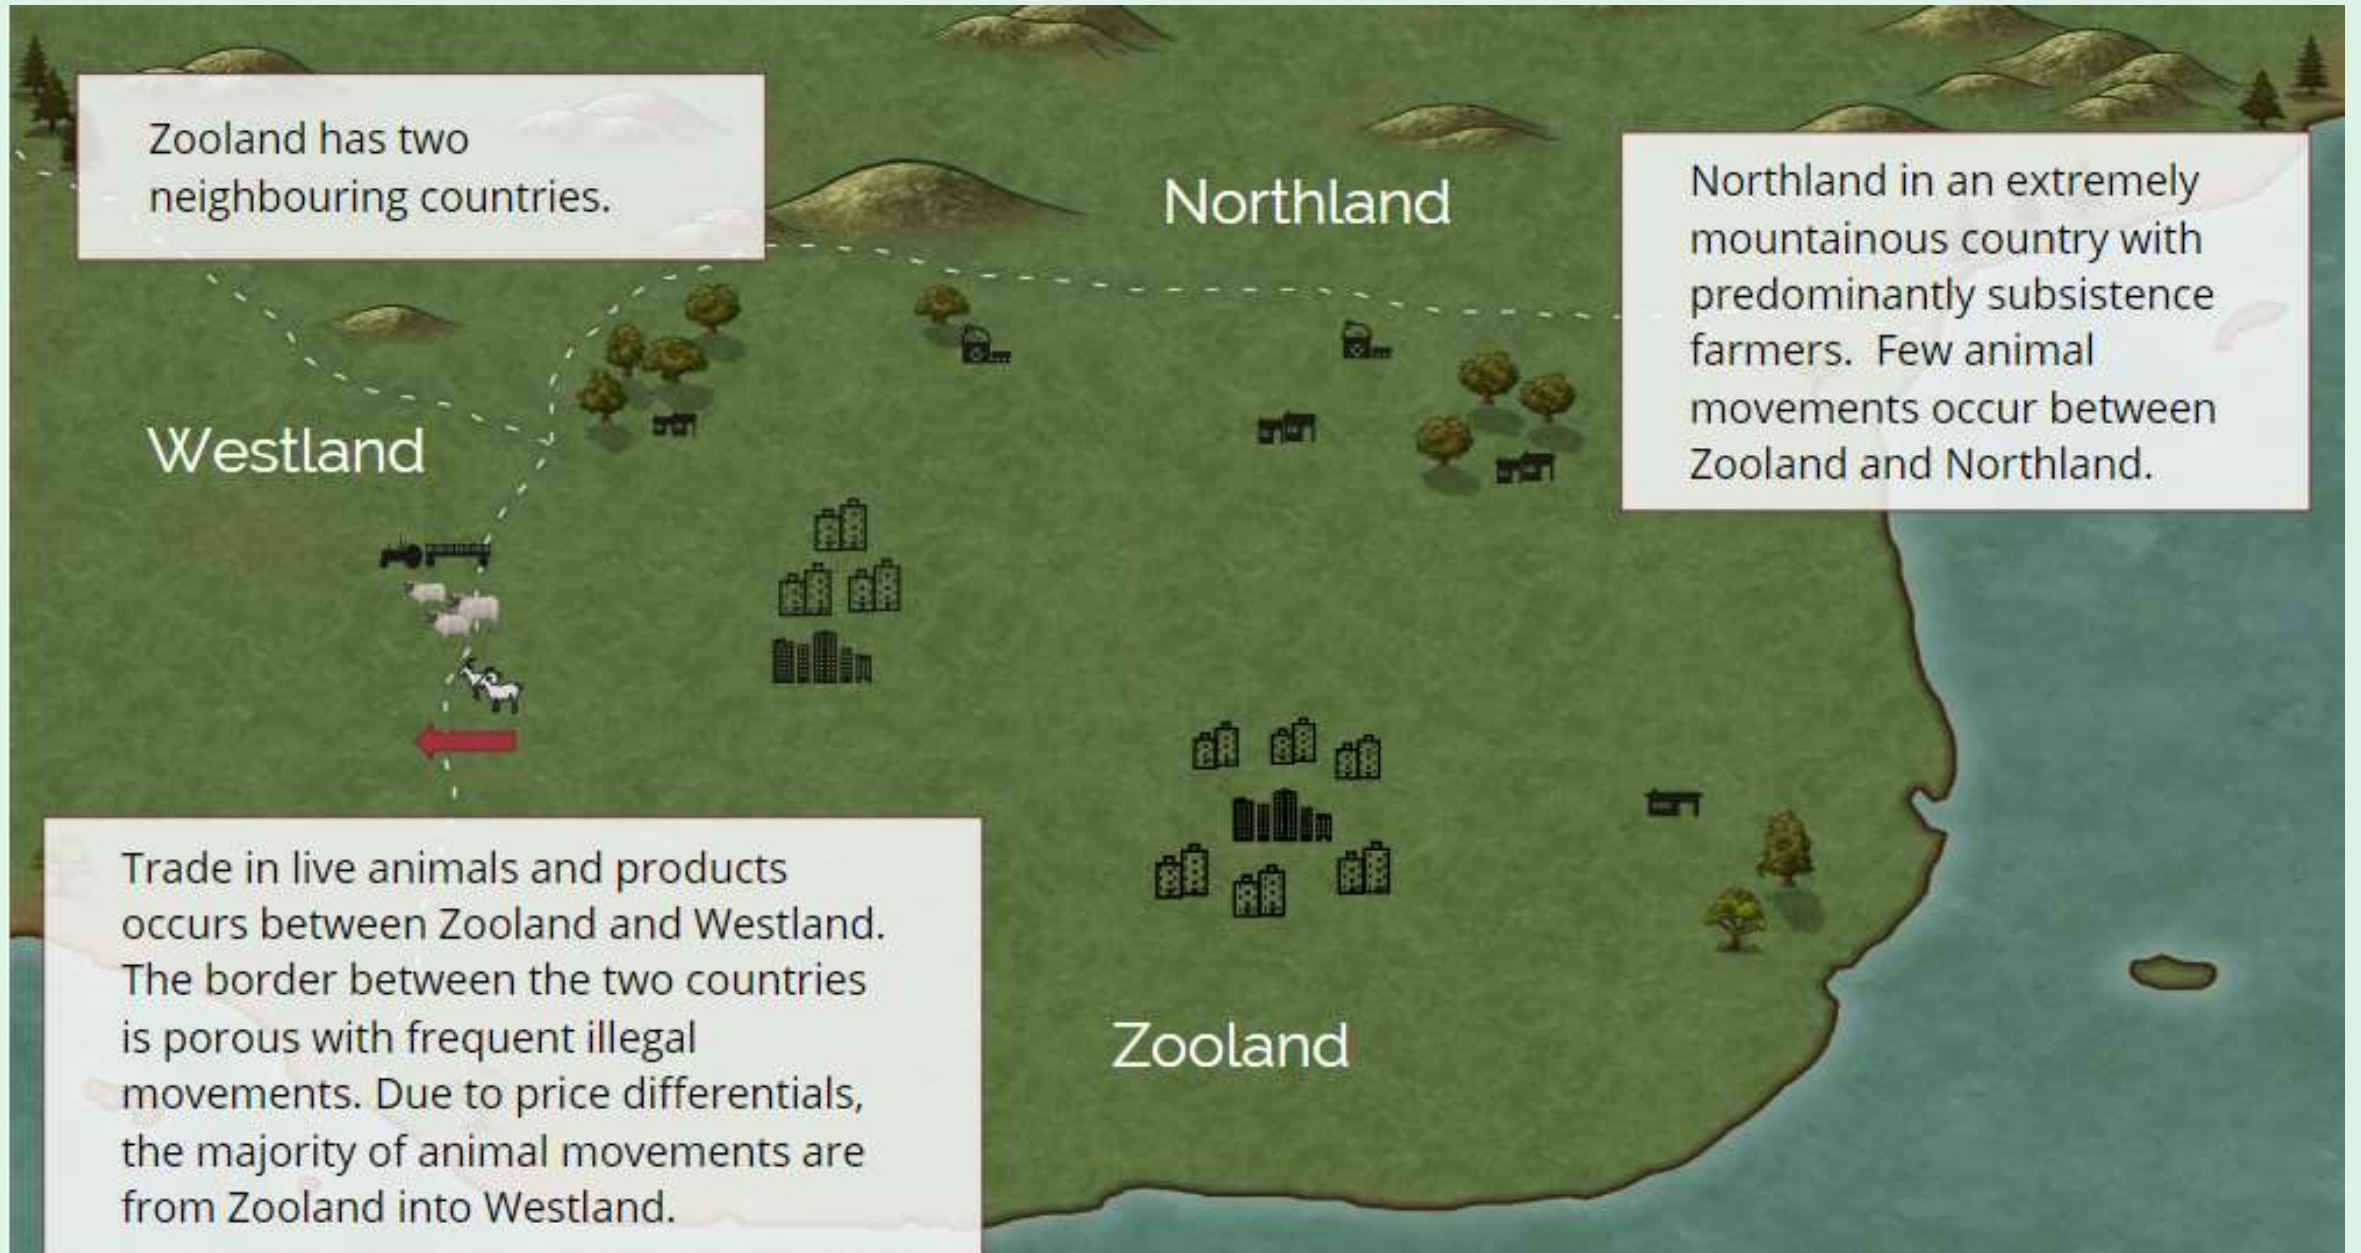 Zooland has two
neighbouring countries.
Northland
Northland in an extremely
mountainous country with
predominantly subsistence
farmers.  Few animal
movements occur between
Zooland and Northland.
Westland
Trade in live animals and products
occurs between Zooland and Westland.
The border between the two countries
is porous with frequent illegal
movements. Due to price differentials,
the majority of animal movements are
from Zooland into Westland.
Zooland